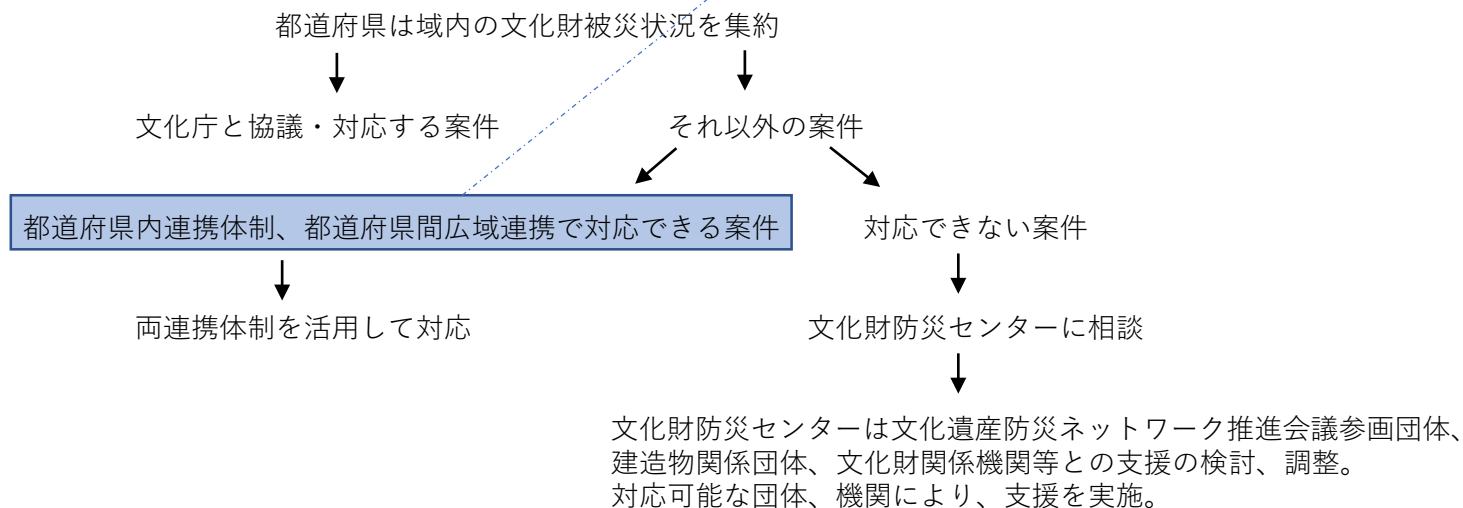 都道府県は域内の文化財被災状況を集約
文化庁と協議・対応する案件
それ以外の案件
都道府県内連携体制、都道府県間広域連携で対応できる案件
対応できない案件
両連携体制を活用して対応
文化財防災センターに相談
文化財防災センターは文化遺産防災ネットワーク推進会議参画団体、
建造物関係団体、文化財関係機関等との支援の検討、調整。
対応可能な団体、機関により、支援を実施。